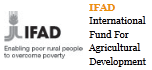 IFAD
Enabling poor rural people
to overcome poverty
IFAD
International
Fund For
Agricultural
Development